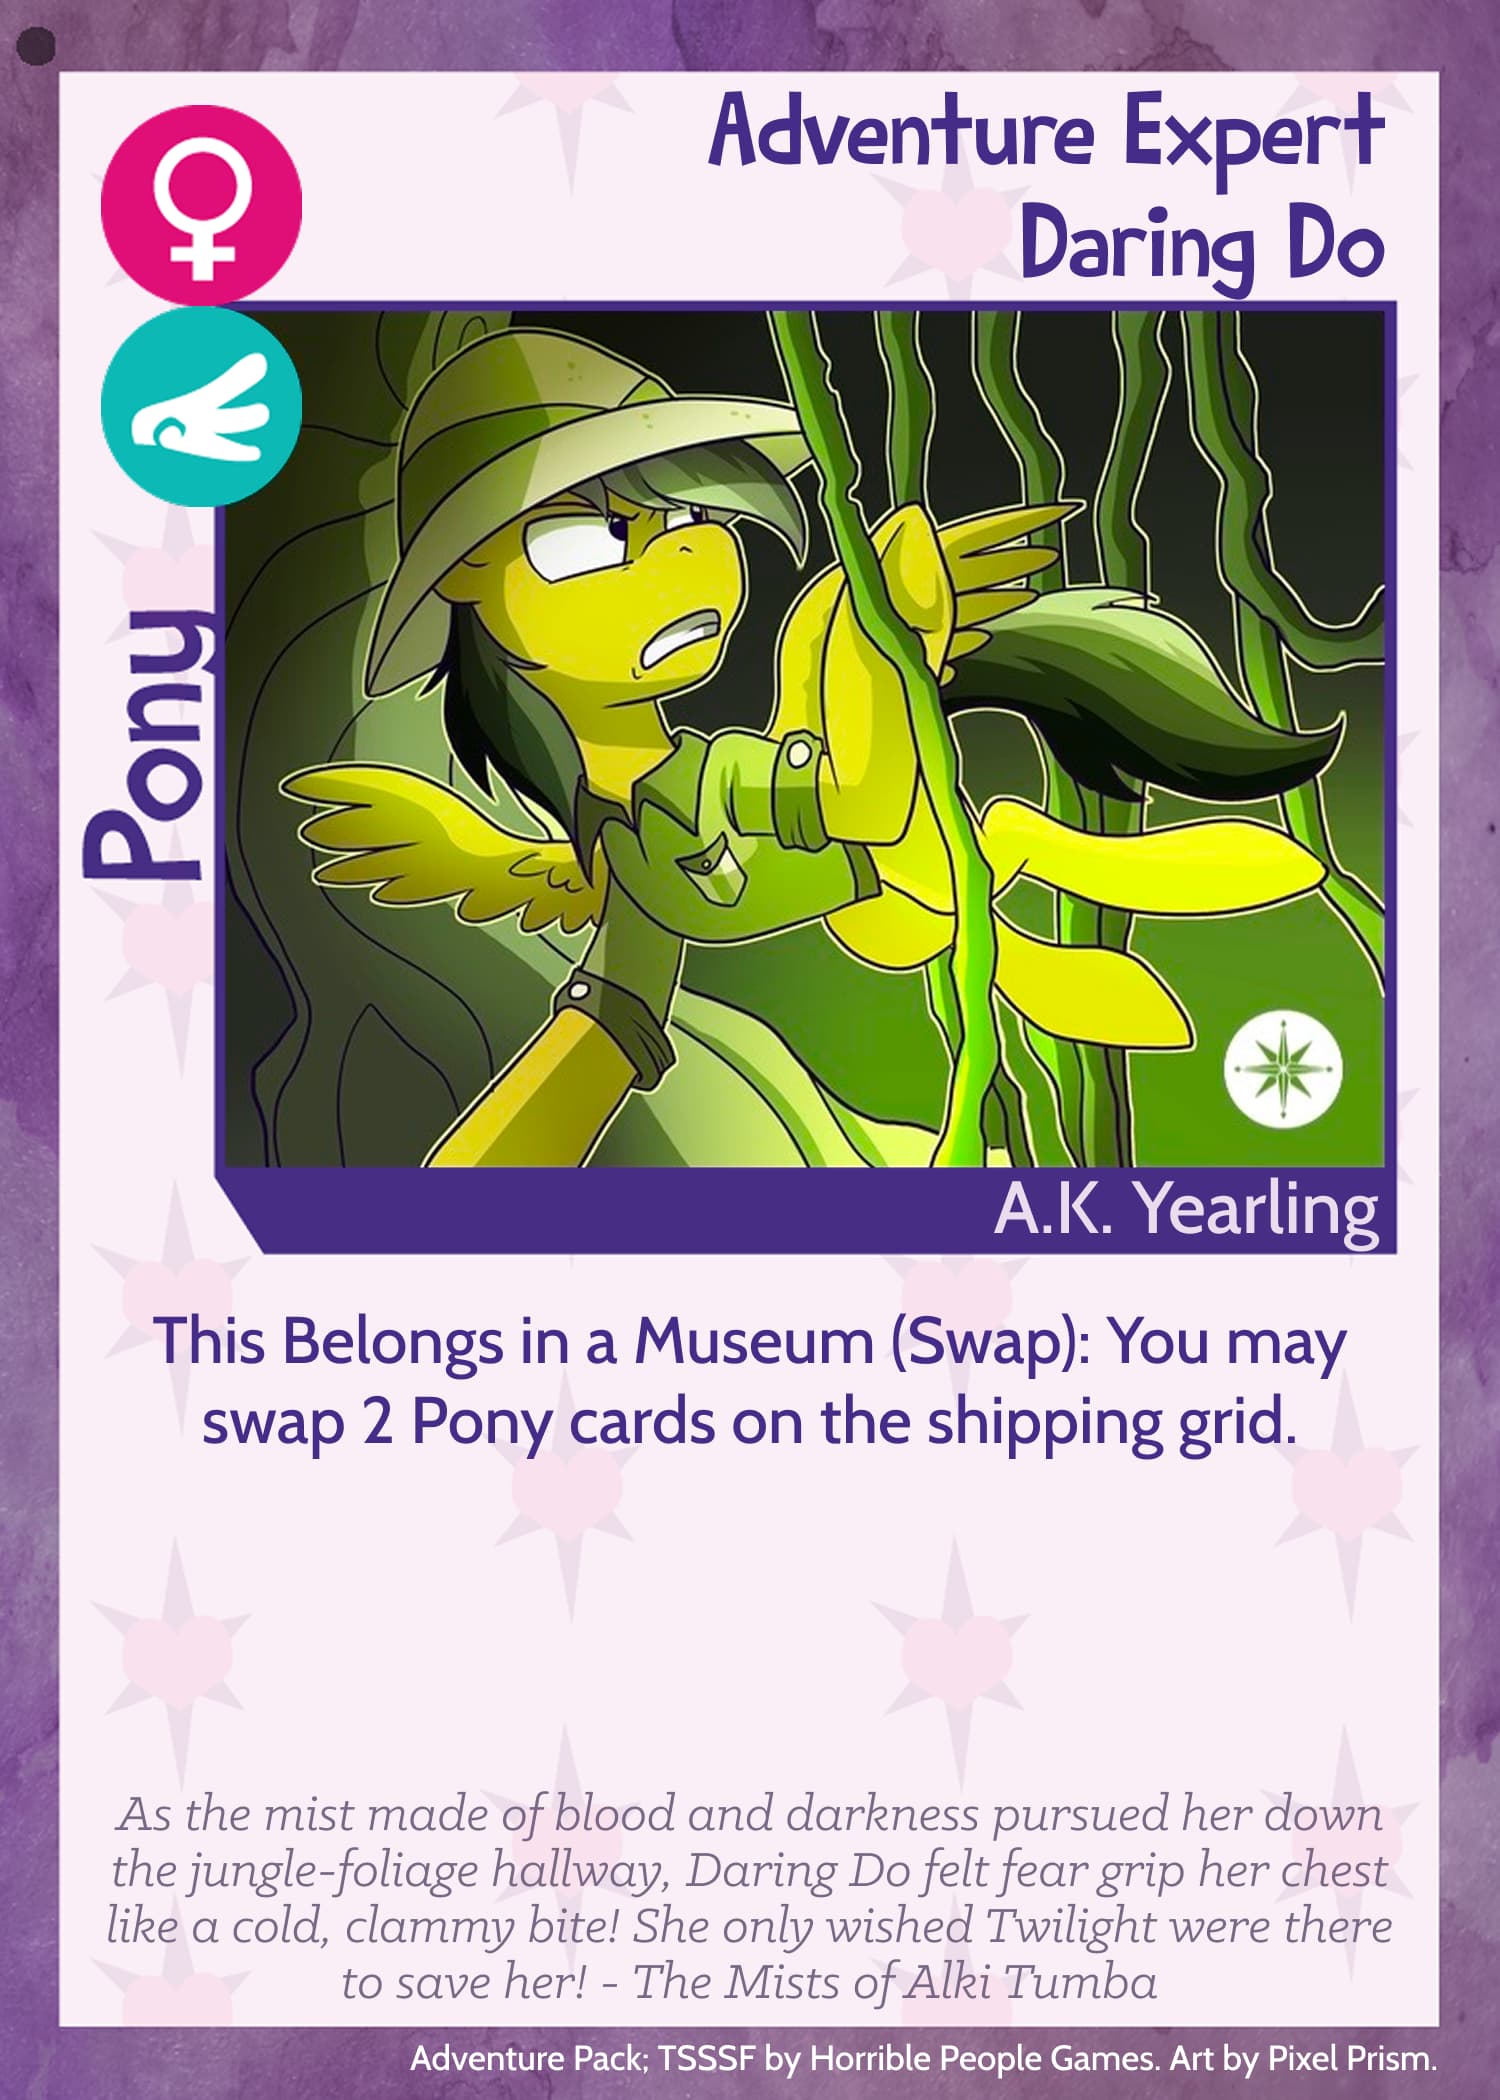 Adventure Expert
Daring Do
Pony
A.K. Yearling
This Belongs in a Museum (Swap): You may
swap 2 Pony cards on the shipping grid.
As the mist made of blood and darkness pursued her down
the jungle-foliage hallway, Daring Do felt fear grip her chest
like a cold, clammy bite! She only wished Twilight were there
to save her! - The Mists of Alki Tumba
Adventure Pack; TSSSF by Horrible People Games. Art by Pixel Prism.